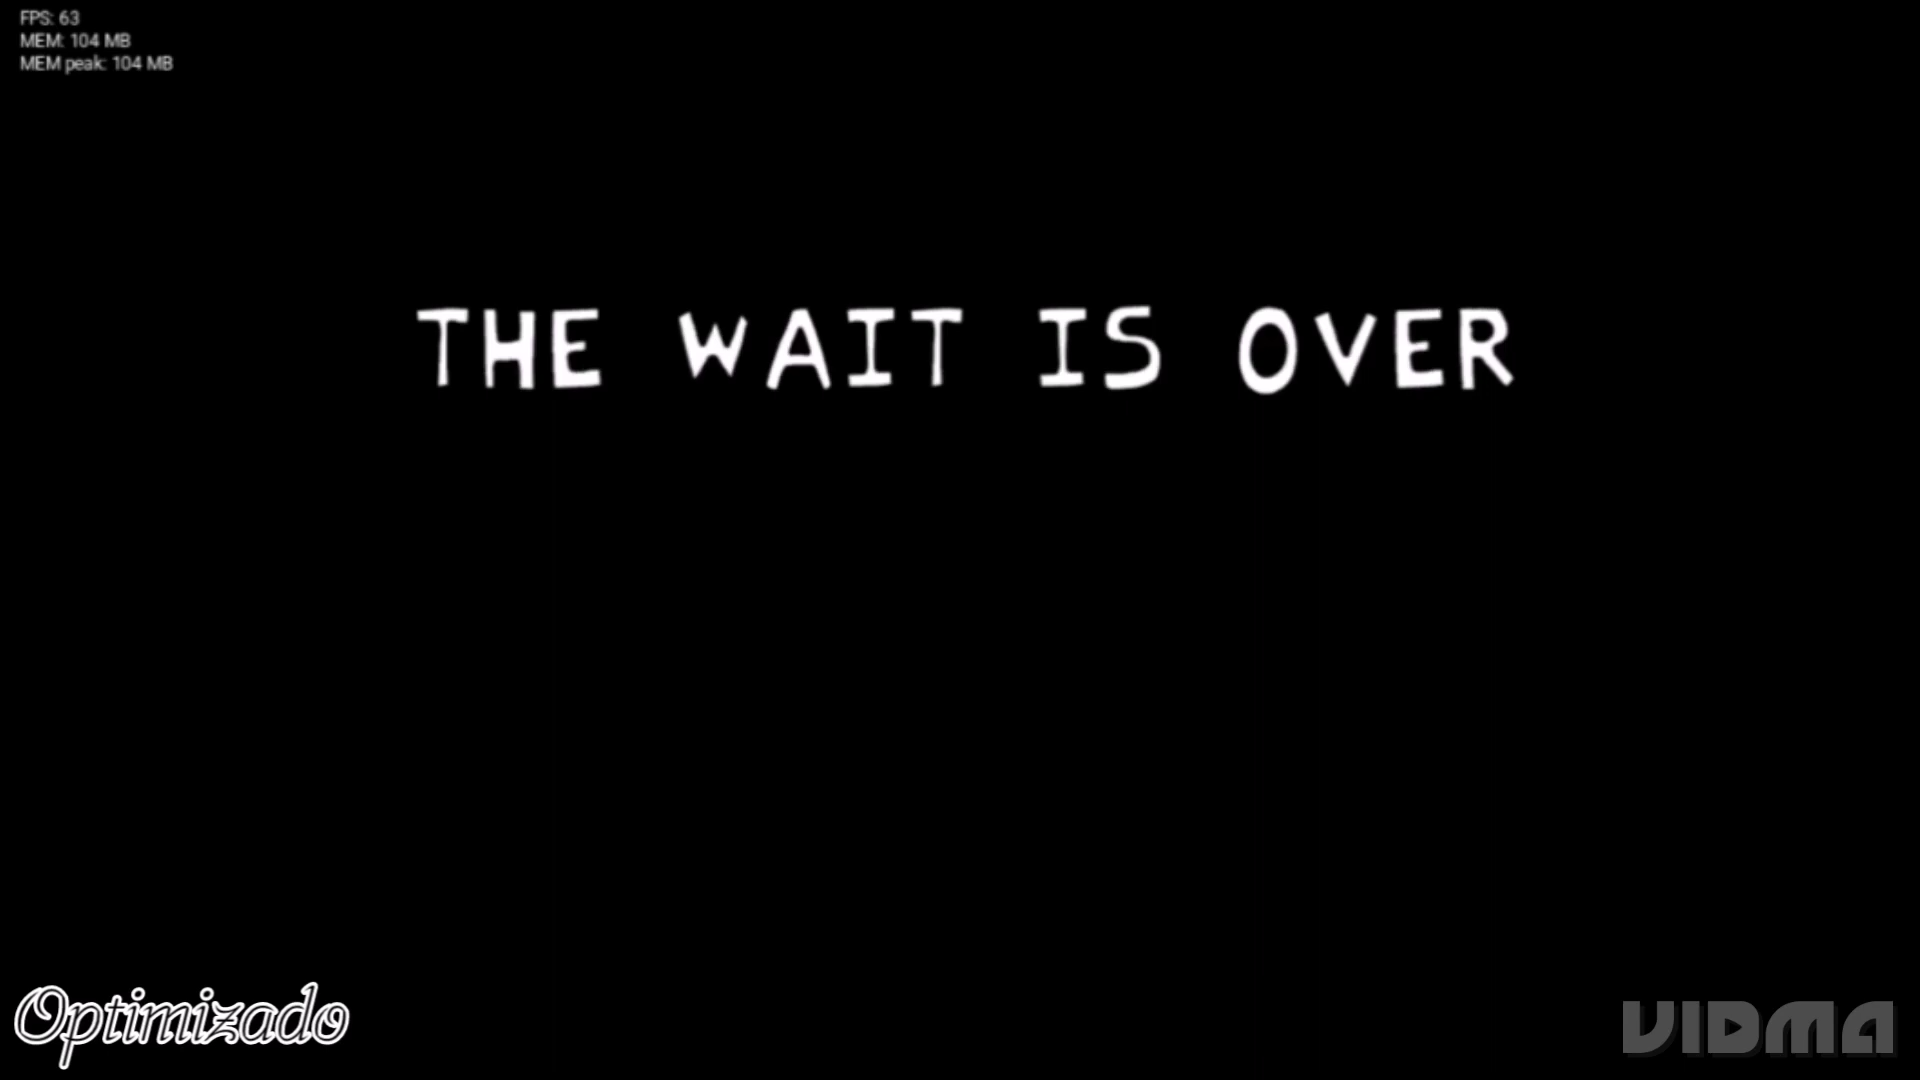 FPS: 63
MEM: 104 MB
MEM peak: 104 MB
THE WAIT IS OVER
Optimizado
VIDMA